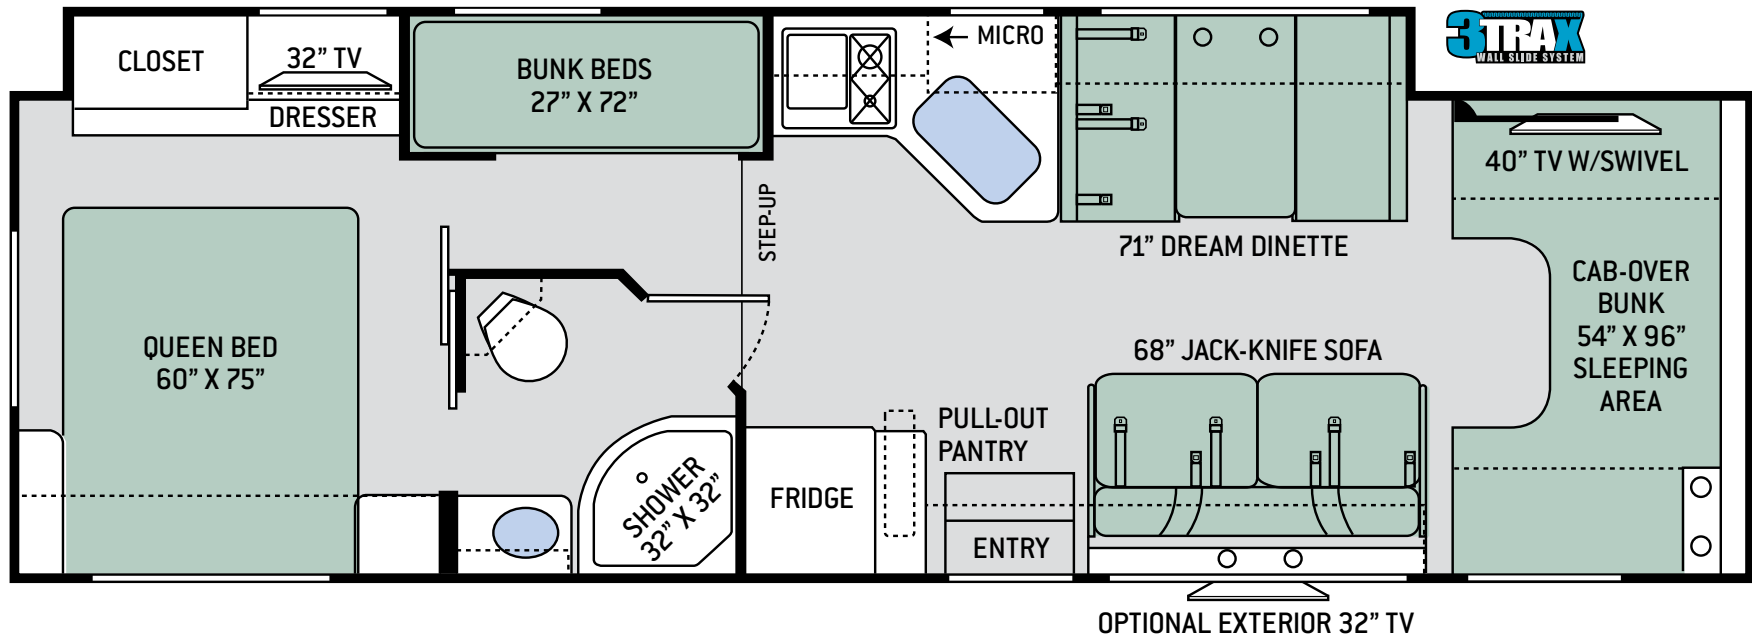 3TRAX
WALL SLIDE SYSTEM
CLOSET
32” TV
DRESSER
BUNK BEDS
27” X 72”
MICRO
40” TV W/SWIVEL
STEP-UP
71” DREAM DINETTE
CAB-OVER
BUNK
54” X 96”
SLEEPING
AREA
QUEEN BED
60” X 75”
68” JACK-KNIFE SOFA
PULL-OUT
PANTRY
SHOWER
32” X 32”
FRIDGE
ENTRY
OPTIONAL EXTERIOR 32” TV